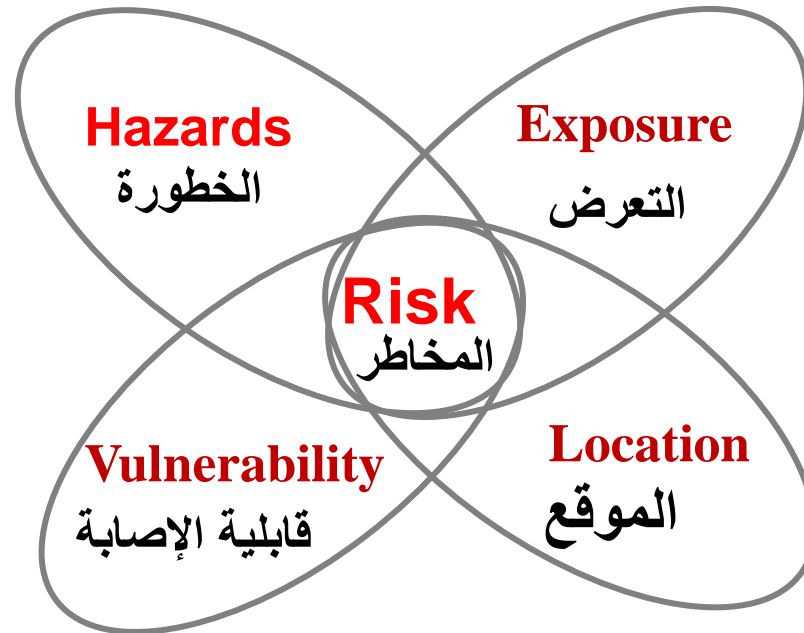 Hazards
الخطورة
Exposure
التعرض
Risk
المخاطر
Vulnerability
قابلية الإصابة
Location
الموقع